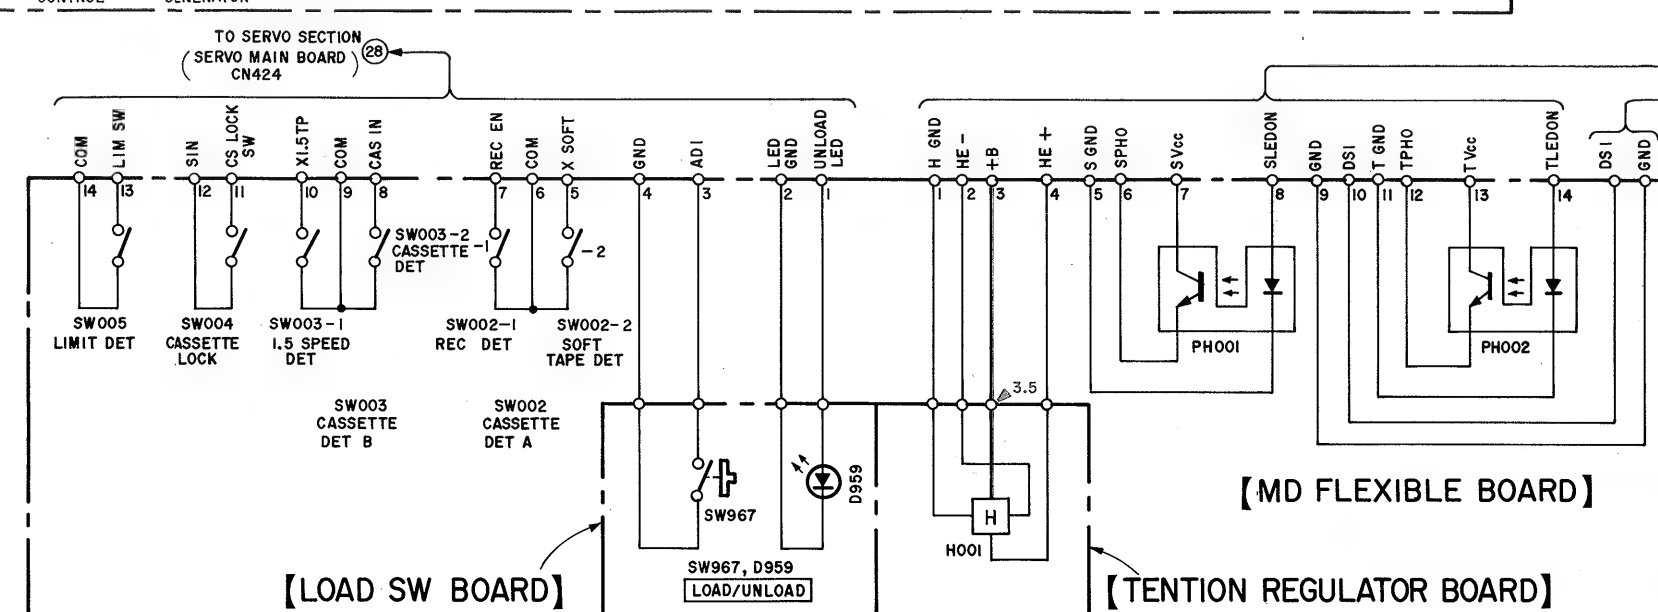 TO SERVO SECTION
(SERVO MAIN BOARD) 28
CN424
COM
LIM SW
SIN
CS LOCK
SW
X1.5TP
COM
CAS IN
REC EN
COM
X SOFT
GND
ADI
LED
GND
UNLOAD
LED
H GND
HE-
+B
HE+
S GND
SPHO
SVcc
SLEDON
GND
DSI
T GND
TPHO
TVcc
TLEDON
DSI
GND
14 13 12 11 10 9 8 7 6 5 4 3 2 1 1 2 3 4 5 6 7 8 9 10 11 12 13 14
SW003-2
CASSETTE
DET
-1
-2
SW005
LIMIT DET
SW004
CASSETTE
LOCK
SW003-1
1.5 SPEED
DET
SW002-1
REC DET
SW002-2
SOFT
TAPE DET
PH001
PH002
3.5
SW003
CASSETTE
DET B
SW002
CASSETTE
DET A
SW967
D959
H
H001
【MD FLEXIBLE BOARD】
SW967, D959
LOAD/UNLOAD
【LOAD SW BOARD】
【TENTION REGULATOR BOARD】